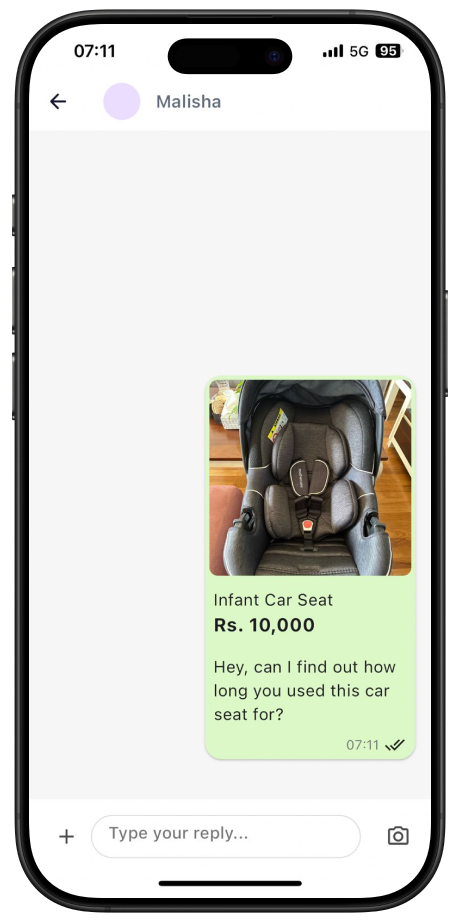 07:11
5G 95
Malisha
Infant Car Seat
Rs. 10,000
Hey, can I find out how
long you used this car
seat for?
07:11
Type your reply...